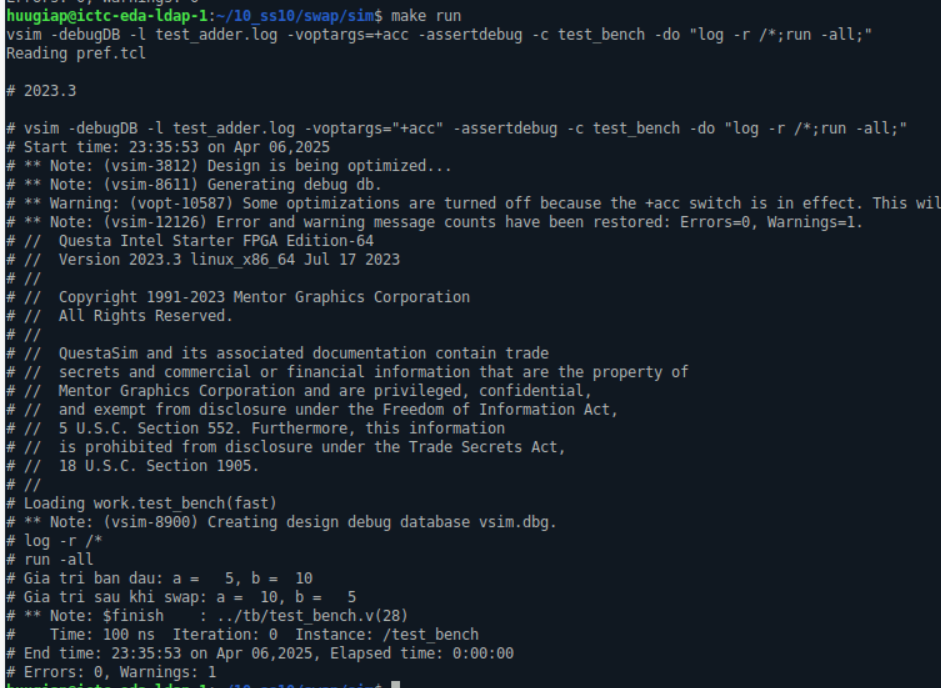 Errors: 0, Warnings: 0
huugiap@ictc-eda-ldap-1:~/10_ss10/swap/sim$ make run
vsim -debugDB -l test_adder.log -voptargs=+acc -assertdebug -c test_bench -do "log -r /*;run -all;"
Reading pref.tcl

# 2023.3

# vsim -debugDB -l test_adder.log -voptargs="+acc" -assertdebug -c test_bench -do "log -r /*;run -all;"
# Start time: 23:35:53 on Apr 06,2025
# ** Note: (vsim-3812) Design is being optimized...
# ** Note: (vsim-8611) Generating debug db.
# ** Warning: (vopt-10587) Some optimizations are turned off because the +acc switch is in effect. This wil
# ** Note: (vsim-12126) Error and warning message counts have been restored: Errors=0, Warnings=1.
# //  Questa Intel Starter FPGA Edition-64
# //  Version 2023.3 linux_x86_64 Jul 17 2023
# //
# //  Copyright 1991-2023 Mentor Graphics Corporation
# //  All Rights Reserved.
# //
# //  QuestaSim and its associated documentation contain trade
# //  secrets and commercial or financial information that are the property of
# //  Mentor Graphics Corporation and are privileged, confidential,
# //  and exempt from disclosure under the Freedom of Information Act,
# //  5 U.S.C. Section 552. Furthermore, this information
# //  is prohibited from disclosure under the Trade Secrets Act,
# //  18 U.S.C. Section 1905.
# //
# Loading work.test_bench(fast)
# ** Note: (vsim-8900) Creating design debug database vsim.dbg.
# log -r /*
# run -all
# Gia tri ban dau: a =   5, b =  10
# Gia tri sau khi swap: a =  10, b =   5
# ** Note: $finish    : ../tb/test_bench.v(28)
#    Time: 100 ns  Iteration: 0  Instance: /test_bench
# End time: 23:35:53 on Apr 06,2025, Elapsed time: 0:00:00
# Errors: 0, Warnings: 1
huugiap@ictc-eda-ldap-1:~/10_ss10/swap/sim$